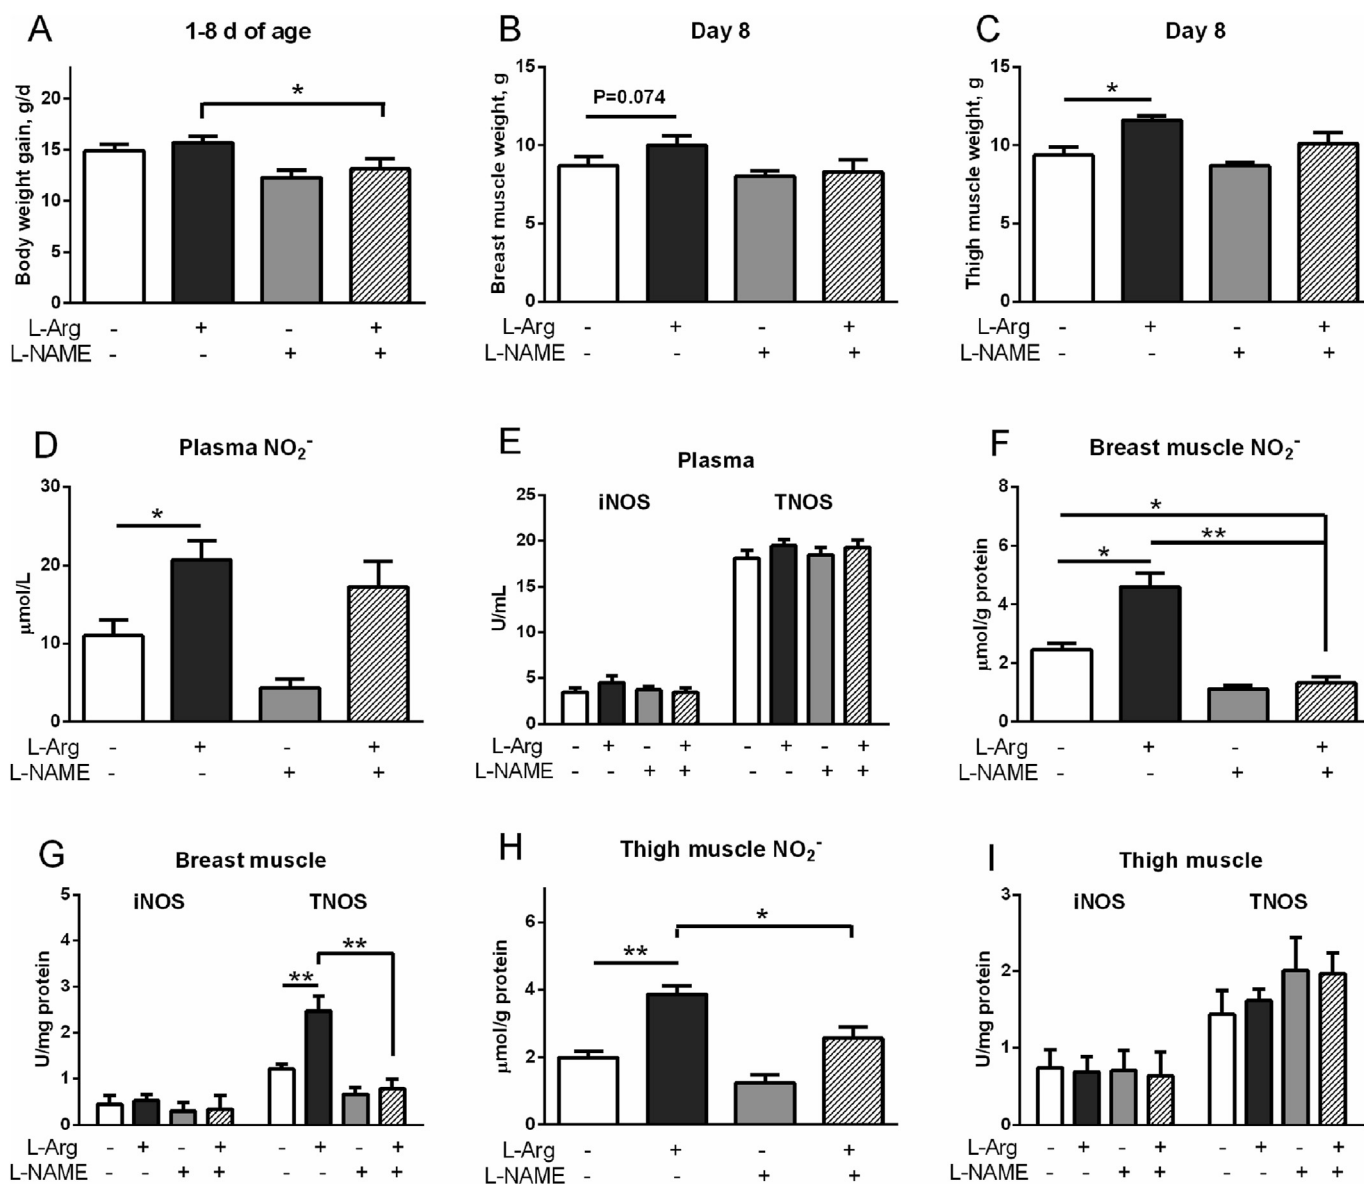 A 1-8 d of age
Body weight gain, g/d
20
15
10
5
0
*
L-Arg - + - +
L-NAME - - + +
B Day 8
Breast muscle weight, g
15
10
5
0
P=0.074
L-Arg - + - +
L-NAME - - + +
C Day 8
Thigh muscle weight, g
15
10
5
0
*
L-Arg - + - +
L-NAME - - + +
D Plasma NO₂⁻
μmol/L
30
20
10
0
*
L-Arg - + - +
L-NAME - - + +
E Plasma
iNOS TNOS
U/mL
25
20
15
10
5
0
L-Arg - + - + - + - +
L-NAME - - + + - - + +
F Breast muscle NO₂⁻
μmol/g protein
8
6
4
2
0
*
**
*
L-Arg - + - +
L-NAME - - + +
G Breast muscle
iNOS TNOS
U/mg protein
5
4
3
2
1
0
**
**
L-Arg - + - + - + - +
L-NAME - - + + - - + +
H Thigh muscle NO₂⁻
μmol/g protein
6
4
2
0
*
**
L-Arg - + - +
L-NAME - - + +
I Thigh muscle
iNOS TNOS
U/mg protein
3
2
1
0
L-Arg - + - + - + - +
L-NAME - - + + - - + +